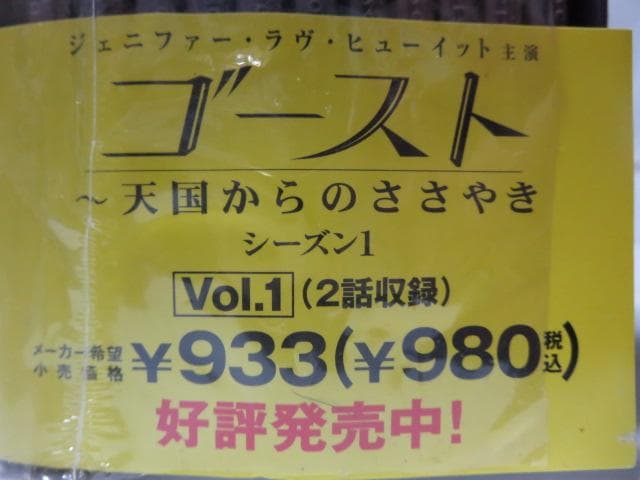 ジェニファー・ラヴ・ヒューイット主演
ゴースト
～天国からのささやき
シーズン1
Vol.1(2話収録)
メーカー希望
小売価格
¥933(¥980税込)
好評発売中!